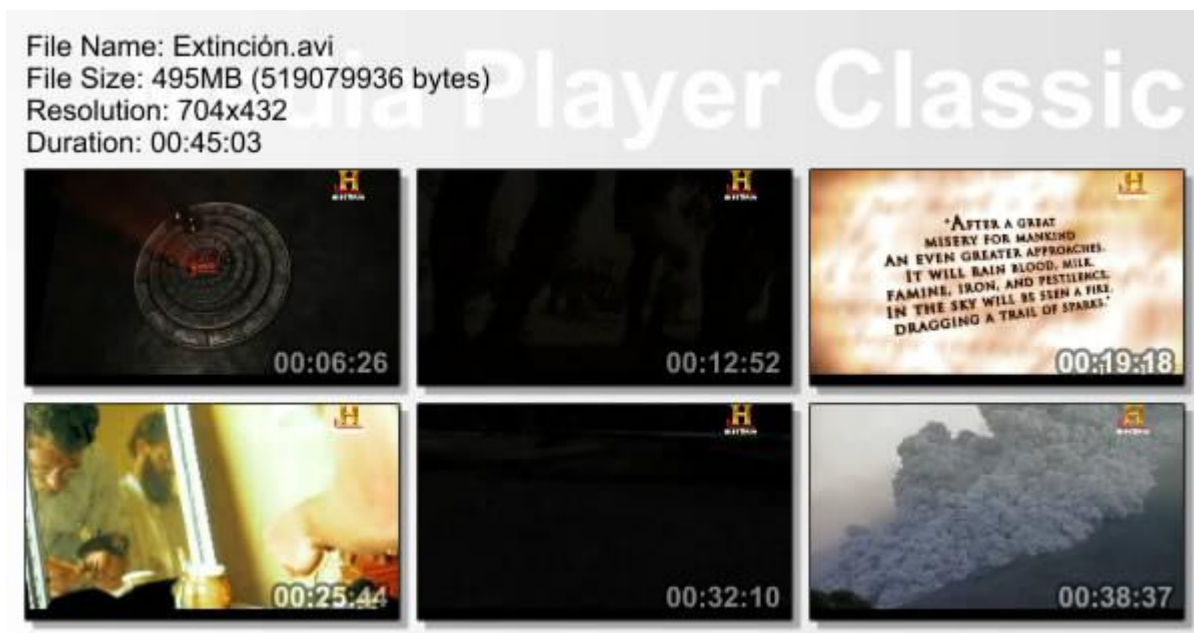 File Name: Extinción.avi
File Size: 495MB (519079936 bytes)
Resolution: 704x432
Duration: 00:45:03
dia Player Classic
H
00:06:26
H
00:12:52
H
"AFTER A GREAT
MISERY FOR MANKIND
AN EVEN GREATER APPROACHES.
IT WILL RAIN BLOOD, MILK,
FAMINE, IRON, AND PESTILENCE.
IN THE SKY WILL BE SEEN A FIRE,
DRAGGING A TRAIL OF SPARKS."
00:19:18
H
00:25:44
H
00:32:10
H
00:38:37